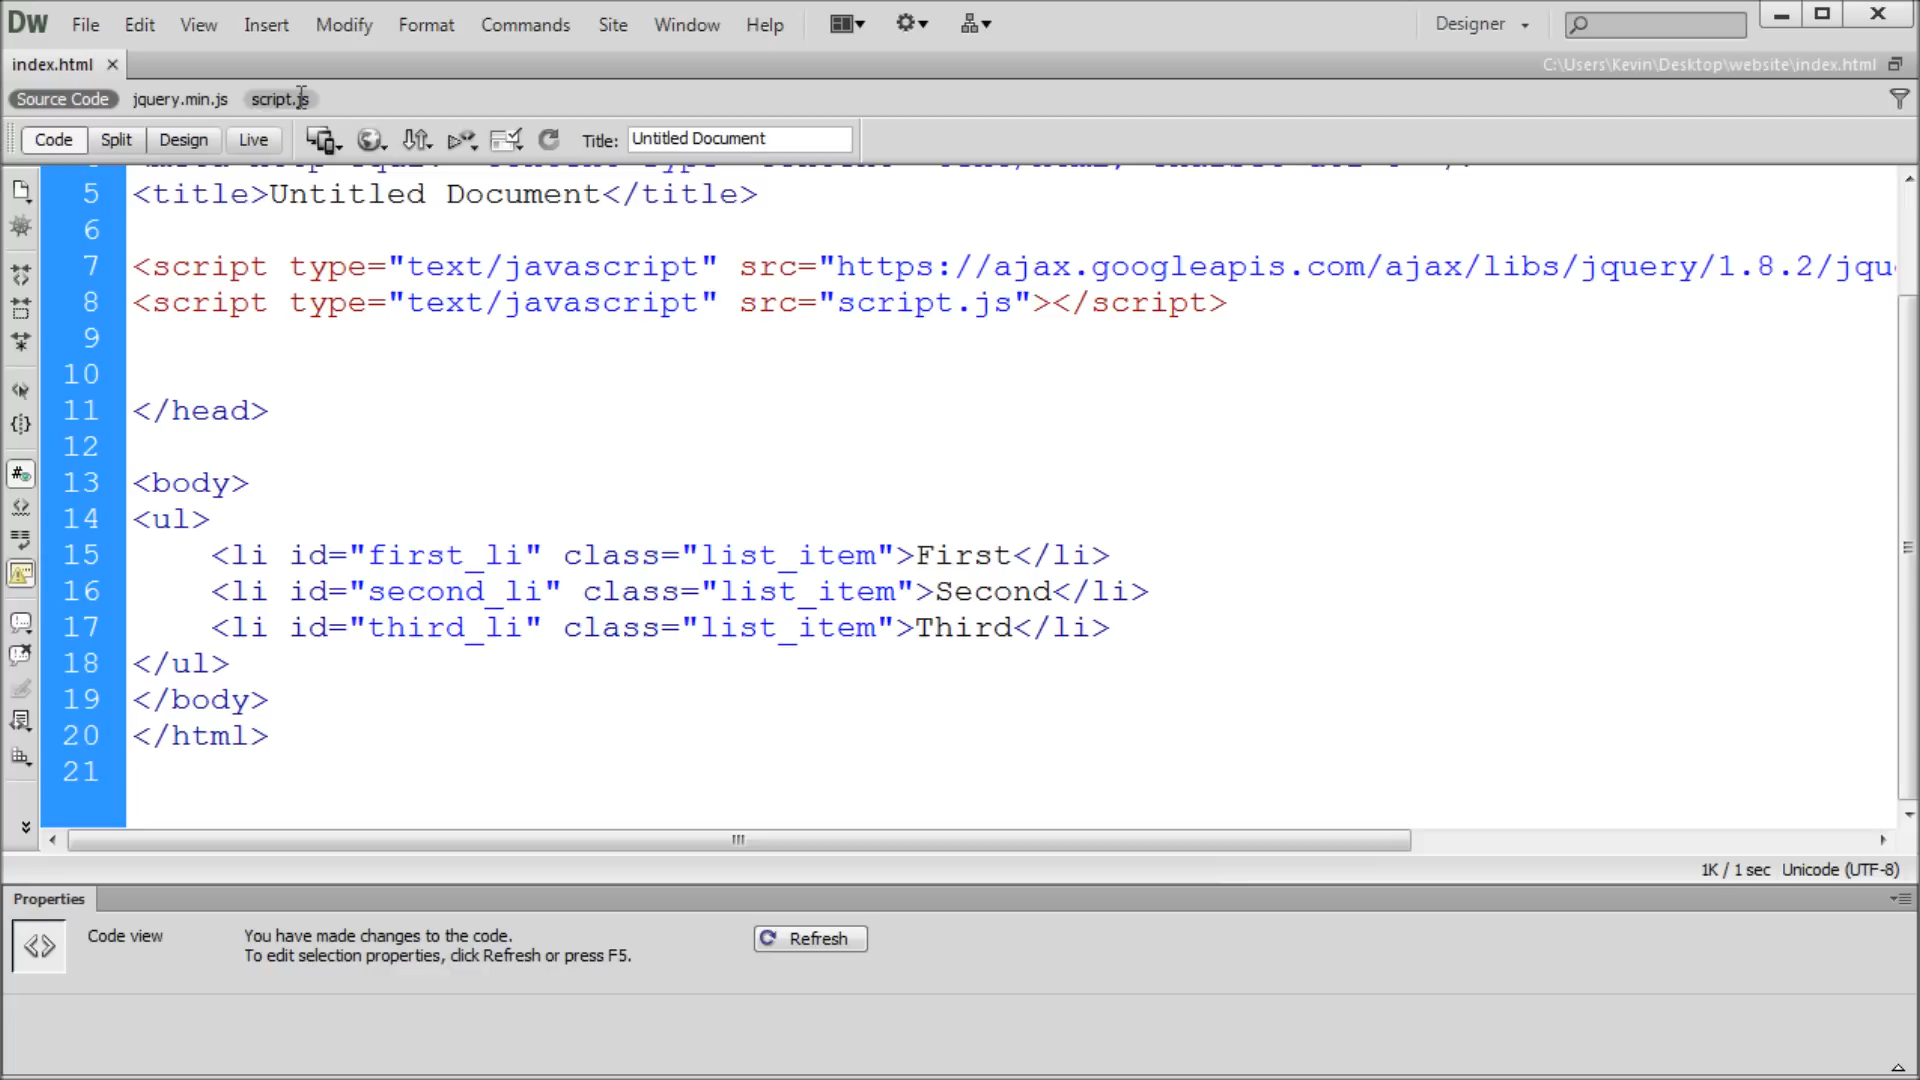 DW File Edit View Insert Modify Format Commands Site Window Help Designer
index.html C:\Users\Kevin\Desktop\website\index.html
Source Code jquery.min.js script.js
Code Split Design Live Title: Untitled Document
5 <title>Untitled Document</title>
6
7 <script type="text/javascript" src="https://ajax.googleapis.com/ajax/libs/jquery/1.8.2/jqu
8 <script type="text/javascript" src="script.js"></script>
9
10
11 </head>
12
13 <body>
14 <ul>
15 <li id="first_li" class="list_item">First</li>
16 <li id="second_li" class="list_item">Second</li>
17 <li id="third_li" class="list_item">Third</li>
18 </ul>
19 </body>
20 </html>
21
1K / 1 sec Unicode (UTF-8)
Properties
Code view You have made changes to the code. Refresh
To edit selection properties, click Refresh or press F5.